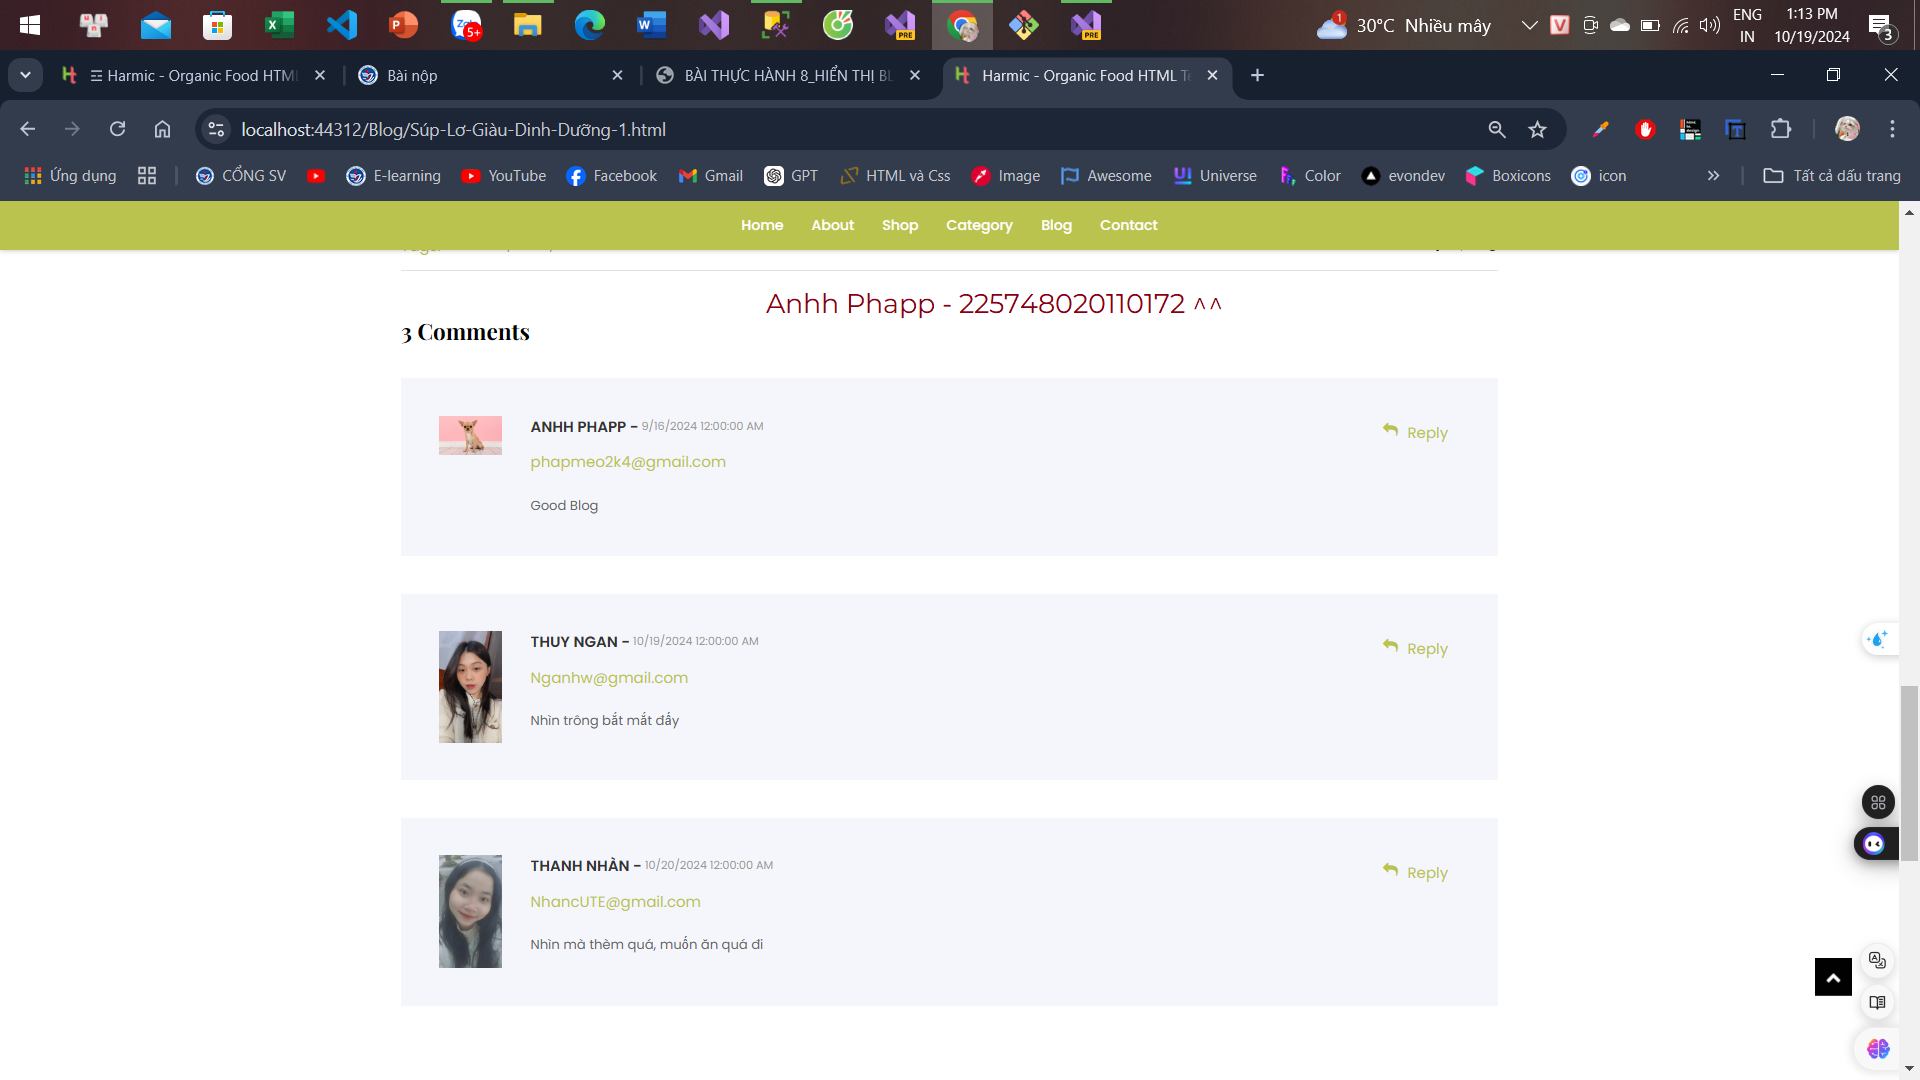 30°C Nhiều mây
ENG
IN
1:13 PM
10/19/2024
3
5+
Harmic - Organic Food HTML
Bài nộp
BÀI THỰC HÀNH 8_HIỂN THỊ BL
Harmic - Organic Food HTML Te
localhost:44312/Blog/Súp-Lơ-Giàu-Dinh-Dưỡng-1.html
Ứng dụng
CỔNG SV
E-learning
YouTube
Facebook
Gmail
GPT
HTML và Css
Image
Awesome
Universe
Color
evondev
Boxicons
icon
Tất cả dấu trang
Home About Shop Category Blog Contact
Anhh Phapp - 225748020110172 ^^
3 Comments
ANHH PHAPP - 9/16/2024 12:00:00 AM
Reply
phapmeo2k4@gmail.com
Good Blog
THUY NGAN - 10/19/2024 12:00:00 AM
Reply
Nganhw@gmail.com
Nhìn trông bắt mắt đấy
THANH NHÀN - 10/20/2024 12:00:00 AM
Reply
NhancUTE@gmail.com
Nhìn mà thèm quá, muốn ăn quá đi